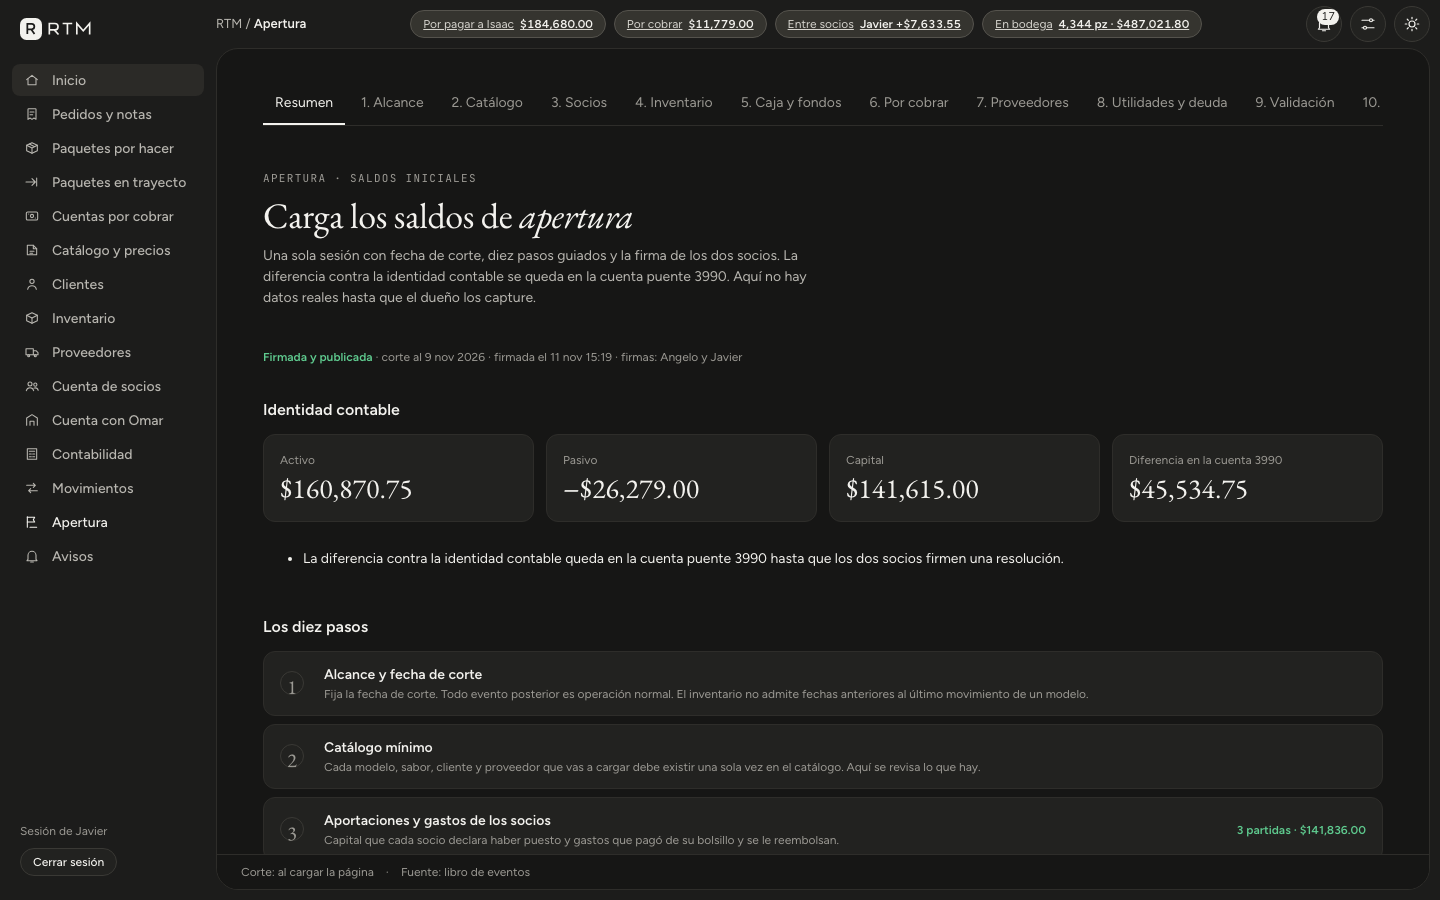 R RTM
RTM / Apertura
Por pagar a Isaac $184,680.00
Por cobrar $11,779.00
Entre socios Javier +$7,633.55
En bodega 4,344 pz · $487,021.80
17
Inicio
Pedidos y notas
Paquetes por hacer
Paquetes en trayecto
Cuentas por cobrar
Catálogo y precios
Clientes
Inventario
Proveedores
Cuenta de socios
Cuenta con Omar
Contabilidad
Movimientos
Apertura
Avisos
Sesión de Javier
Cerrar sesión
Resumen
1. Alcance
2. Catálogo
3. Socios
4. Inventario
5. Caja y fondos
6. Por cobrar
7. Proveedores
8. Utilidades y deuda
9. Validación
10.
APERTURA · SALDOS INICIALES
Carga los saldos de apertura
Una sola sesión con fecha de corte, diez pasos guiados y la firma de los dos socios. La
diferencia contra la identidad contable se queda en la cuenta puente 3990. Aquí no hay
datos reales hasta que el dueño los capture.
Firmada y publicada · corte al 9 nov 2026 · firmada el 11 nov 15:19 · firmas: Angelo y Javier
Identidad contable
Activo
$160,870.75
Pasivo
−$26,279.00
Capital
$141,615.00
Diferencia en la cuenta 3990
$45,534.75
• La diferencia contra la identidad contable queda en la cuenta puente 3990 hasta que los dos socios firmen una resolución.
Los diez pasos
1
Alcance y fecha de corte
Fija la fecha de corte. Todo evento posterior es operación normal. El inventario no admite fechas anteriores al último movimiento de un modelo.
2
Catálogo mínimo
Cada modelo, sabor, cliente y proveedor que vas a cargar debe existir una sola vez en el catálogo. Aquí se revisa lo que hay.
3
Aportaciones y gastos de los socios
Capital que cada socio declara haber puesto y gastos que pagó de su bolsillo y se le reembolsan.
3 partidas · $141,836.00
Corte: al cargar la página · Fuente: libro de eventos